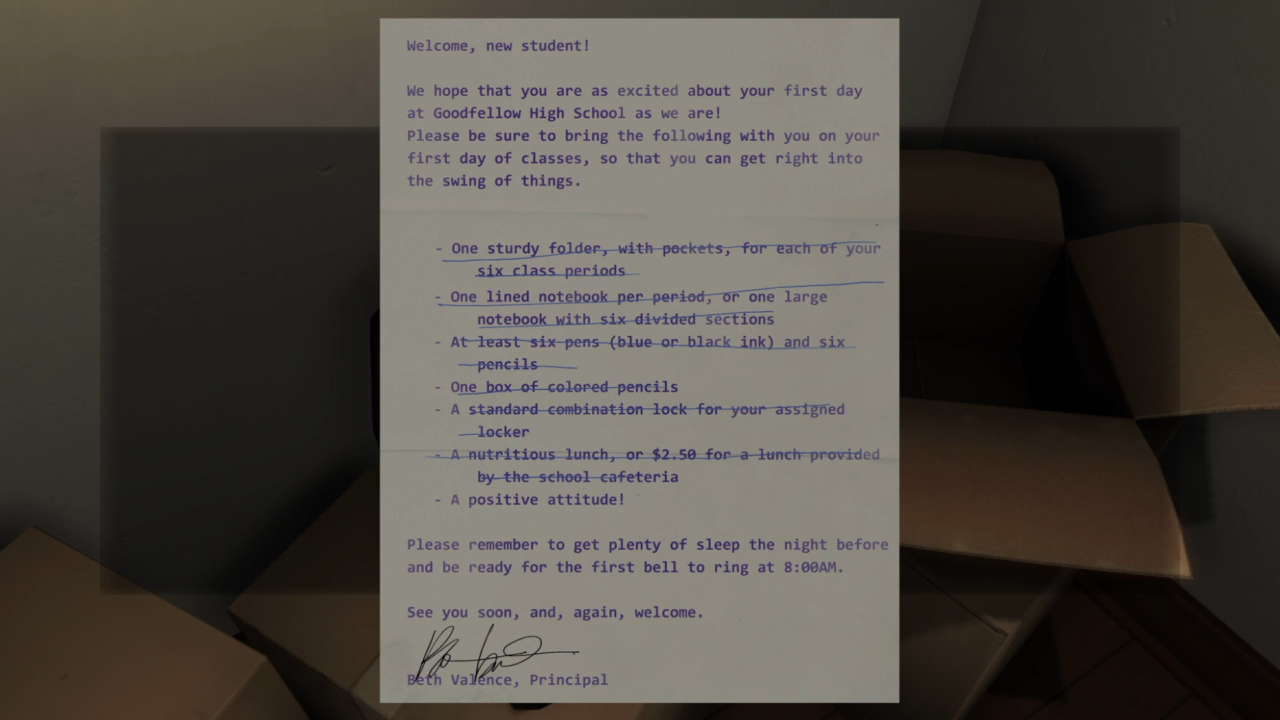 Welcome, new student!
We hope that you are as excited about your first day
at Goodfellow High School as we are!
Please be sure to bring the following with you on your
first day of classes, so that you can get right into
the swing of things.
- One sturdy folder, with pockets, for each of your
six class periods
- One lined notebook per period, or one large
notebook with six divided sections
- At least six pens (blue or black ink) and six
pencils
- One box of colored pencils
- A standard combination lock for your assigned
locker
- A nutritious lunch, or $2.50 for a lunch provided
by the school cafeteria
- A positive attitude!
Please remember to get plenty of sleep the night before
and be ready for the first bell to ring at 8:00AM.
See you soon, and, again, welcome.
Beth Valence, Principal